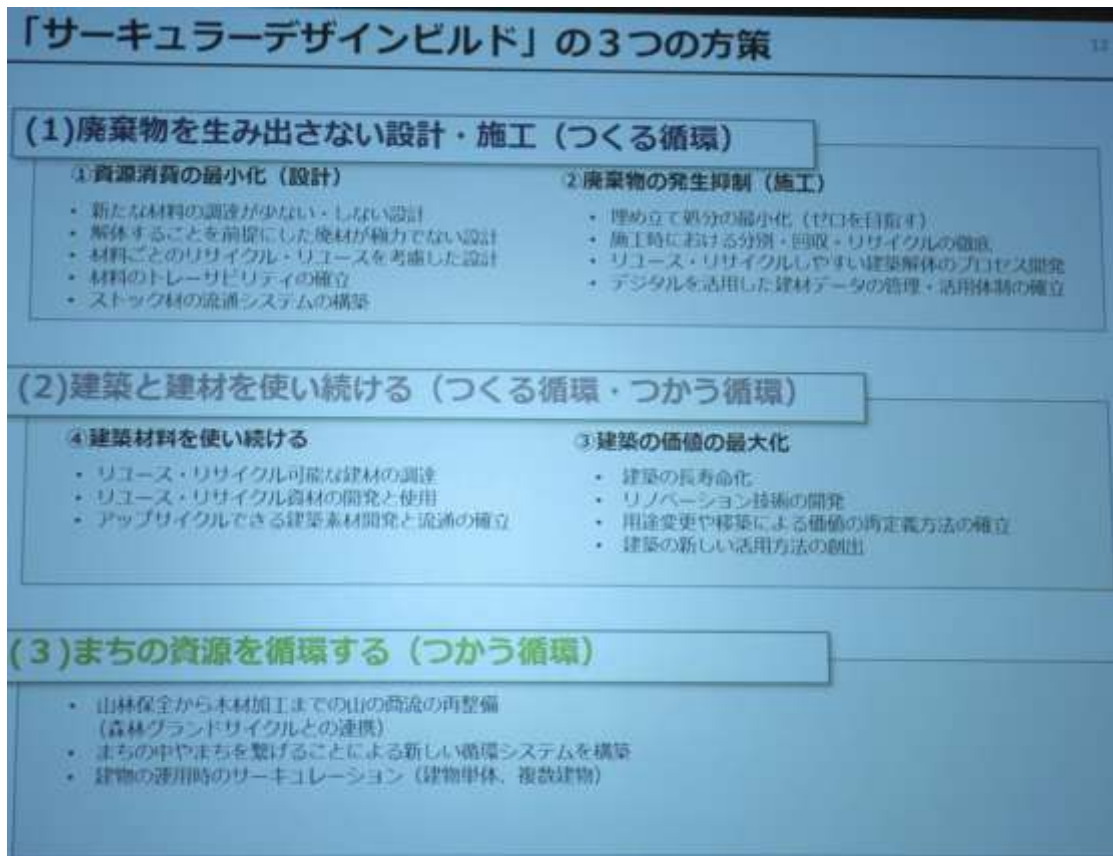 「サーキュラーデザインビルド」の3つの方策
(1)廃棄物を生み出さない設計・施工（つくる循環）
①資源消費の最小化（設計）
• 新たな材料の調達が少ない・しない設計
• 解体することを前提にした廃材が極力でない設計
• 材料ごとのリサイクル・リユースを考慮した設計
• 材料のトレーサビリティの確立
• ストック材の流通システムの構築
②廃棄物の発生抑制（施工）
• 埋め立て処分の最小化（ゼロを目指す）
• 施工時における分別・回収・リサイクルの徹底
• リユース・リサイクルしやすい建築解体のプロセス開発
• デジタルを活用した建材データの管理・活用体制の確立
(2)建築と建材を使い続ける（つくる循環・つかう循環）
④建築材料を使い続ける
• リユース・リサイクル可能な建材の調達
• リユース・リサイクル資材の開発と使用
• アップサイクルできる建築素材開発と流通の確立
③建築の価値の最大化
• 建築の長寿命化
• リノベーション技術の開発
• 用途変更や移築による価値の再定義方法の確立
• 建築の新しい活用方法の創出
(3)まちの資源を循環する（つかう循環）
• 山林保全から木材加工までの山の商流の再整備
（森林グランドサイクルとの連携）
• まちの中やまちを繋げることによる新しい循環システムを構築
• 建物の運用時のサーキュレーション（建物単体、複数建物）